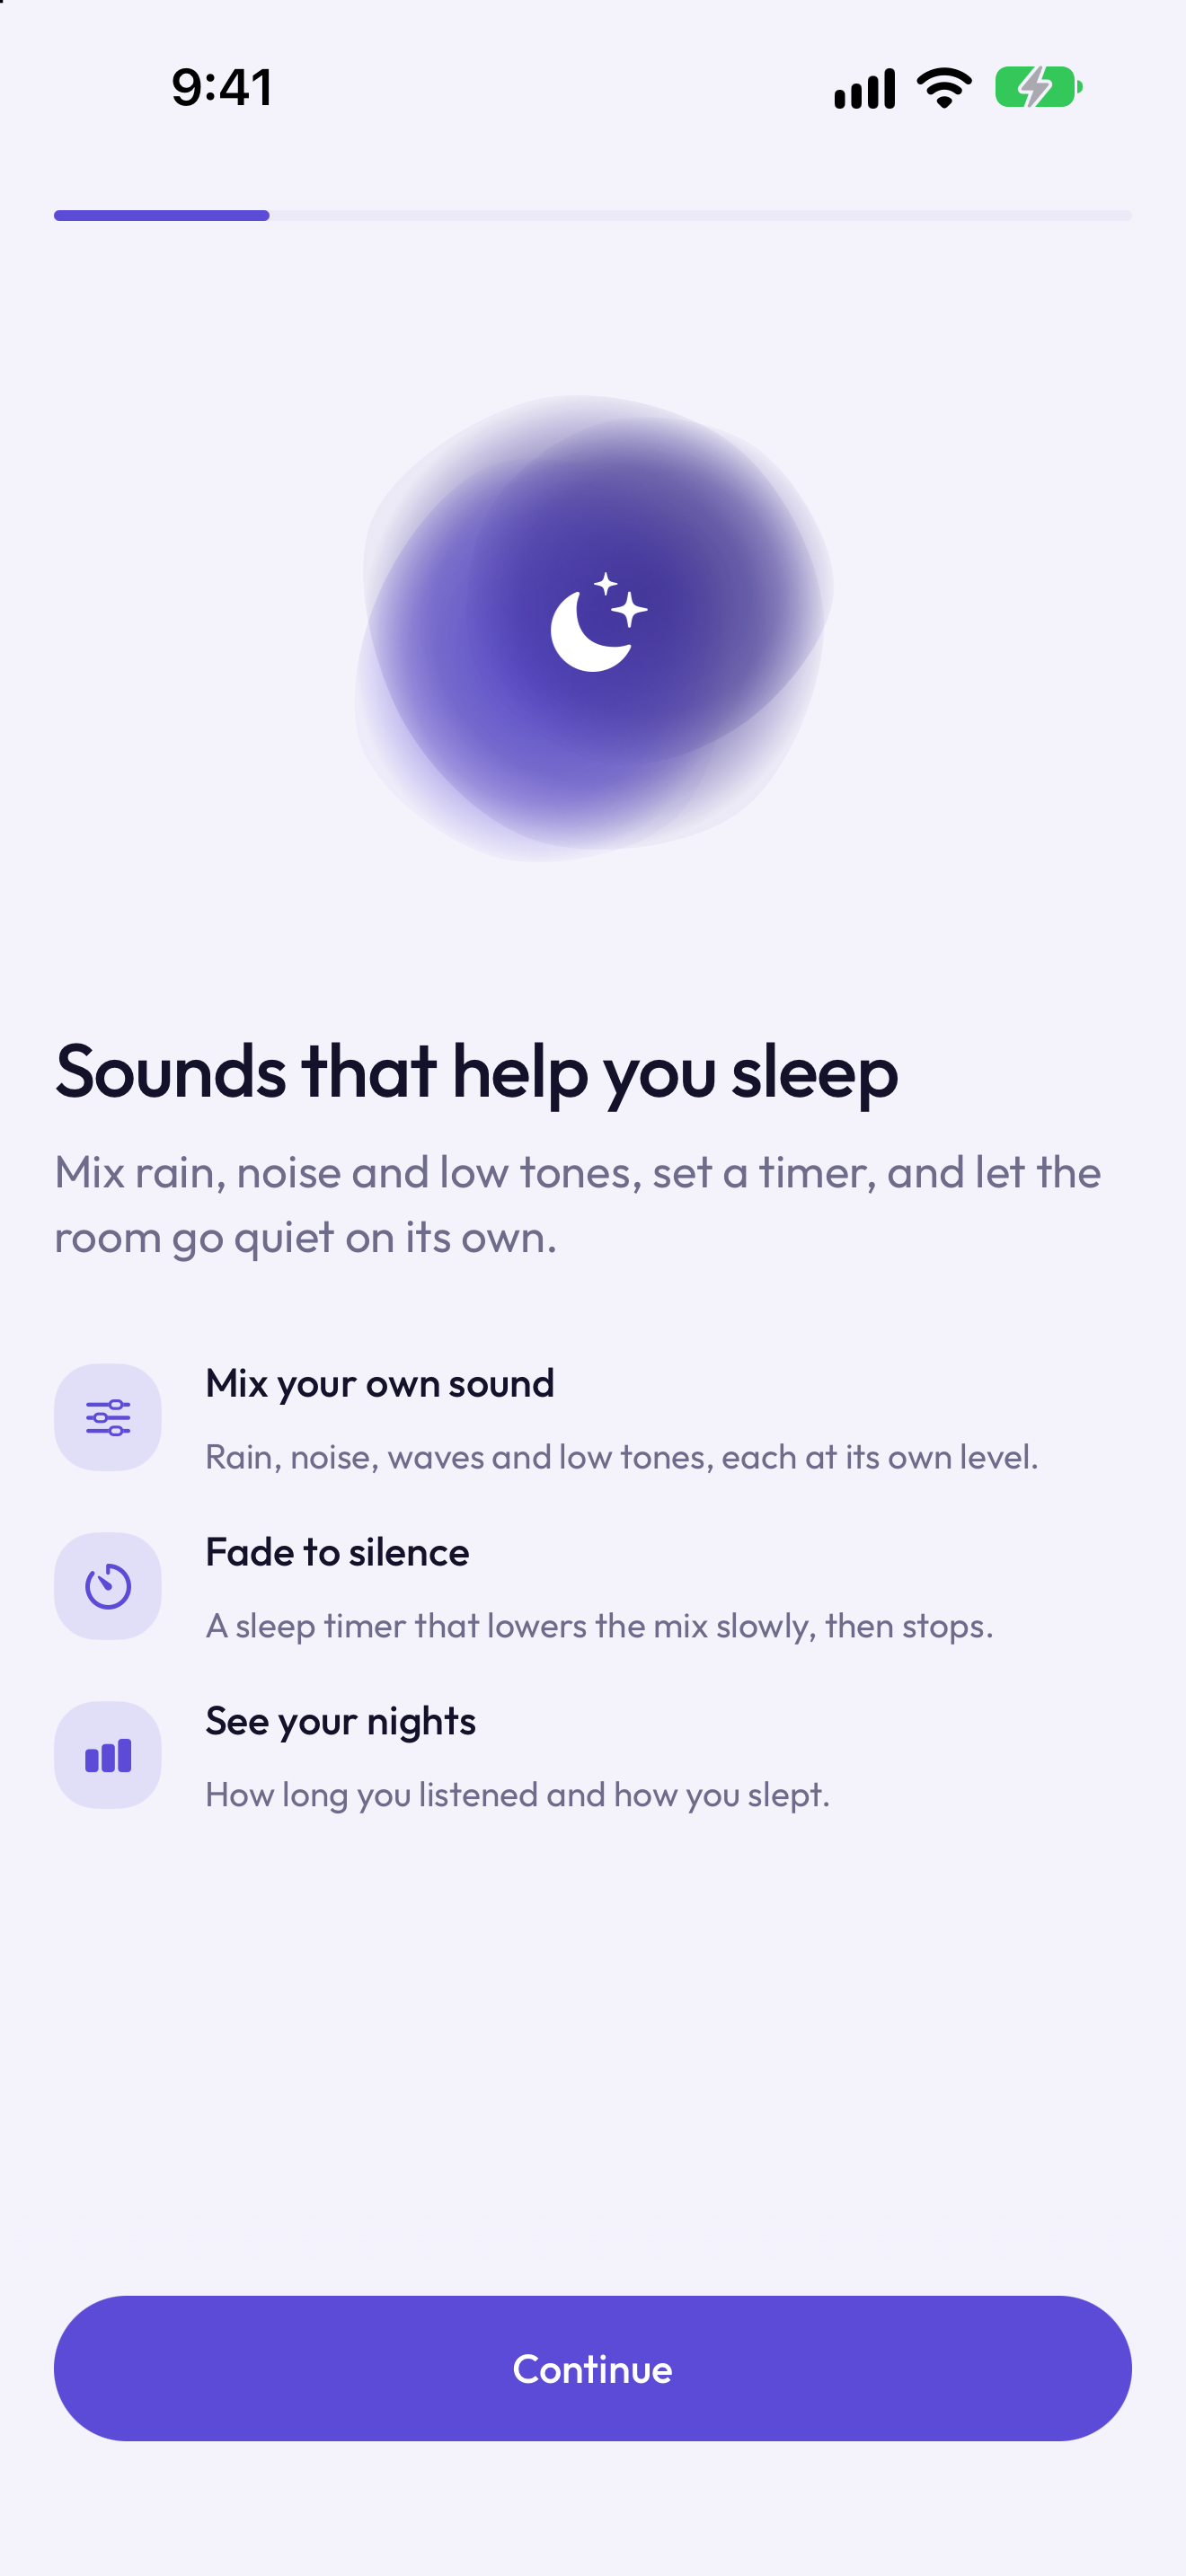 9:41
Sounds that help you sleep
Mix rain, noise and low tones, set a timer, and let the
room go quiet on its own.
Mix your own sound
Rain, noise, waves and low tones, each at its own level.
Fade to silence
A sleep timer that lowers the mix slowly, then stops.
See your nights
How long you listened and how you slept.
Continue